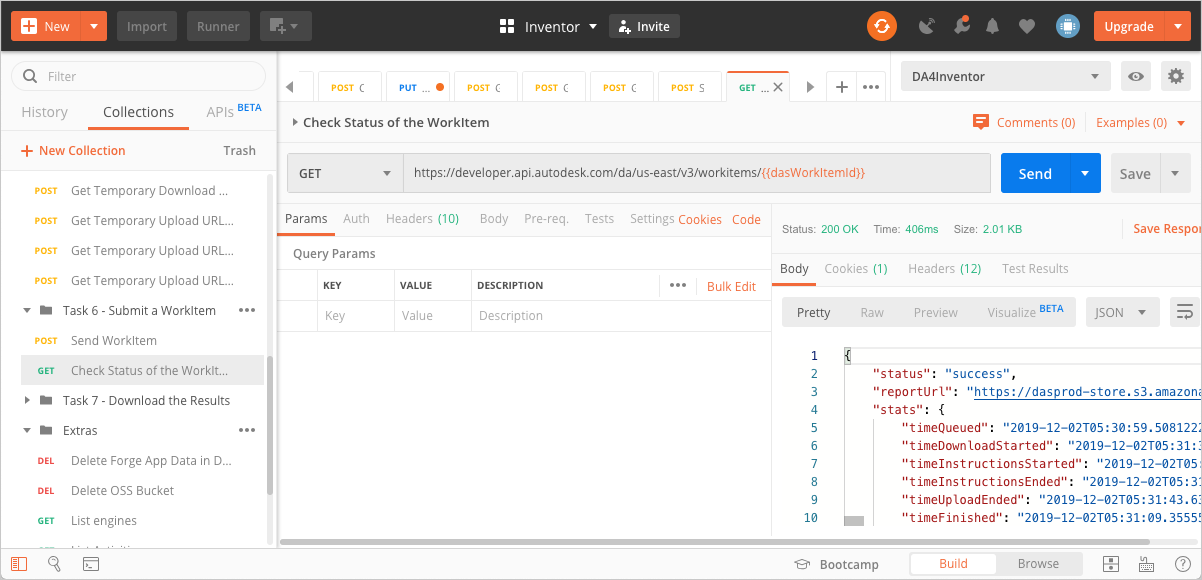 New Import Runner Inventor Invite Upgrade
Filter
History Collections APIs BETA
New Collection Trash
POST Get Temporary Download ...
POST Get Temporary Upload URL...
POST Get Temporary Upload URL...
POST Get Temporary Upload URL...
Task 6 - Submit a WorkItem
POST Send WorkItem
GET Check Status of the WorkIt...
Task 7 - Download the Results
Extras
DEL Delete Forge App Data in D...
DEL Delete OSS Bucket
GET List engines
POST C PUT ... POST C POST C POST C POST S GET ... DA4Inventor
Check Status of the WorkItem Comments (0) Examples (0)
GET https://developer.api.autodesk.com/da/us-east/v3/workitems/{{dasWorkItemId}} Send Save
Params Auth Headers (10) Body Pre-req. Tests Settings Cookies Code
Query Params
KEY VALUE DESCRIPTION Bulk Edit
Key Value Description
Status: 200 OK Time: 406ms Size: 2.01 KB Save Respon
Body Cookies (1) Headers (12) Test Results
Pretty Raw Preview Visualize BETA JSON
1 {
2 "status": "success",
3 "reportUrl": "https://dasprod-store.s3.amazona
4 "stats": {
5 "timeQueued": "2019-12-02T05:30:59.5081222
6 "timeDownloadStarted": "2019-12-02T05:31:3
7 "timeInstructionsStarted": "2019-12-02T05:
8 "timeInstructionsEnded": "2019-12-02T05:31
9 "timeUploadEnded": "2019-12-02T05:31:43.63
10 "timeFinished": "2019-12-02T05:31:09.35555
Bootcamp Build Browse